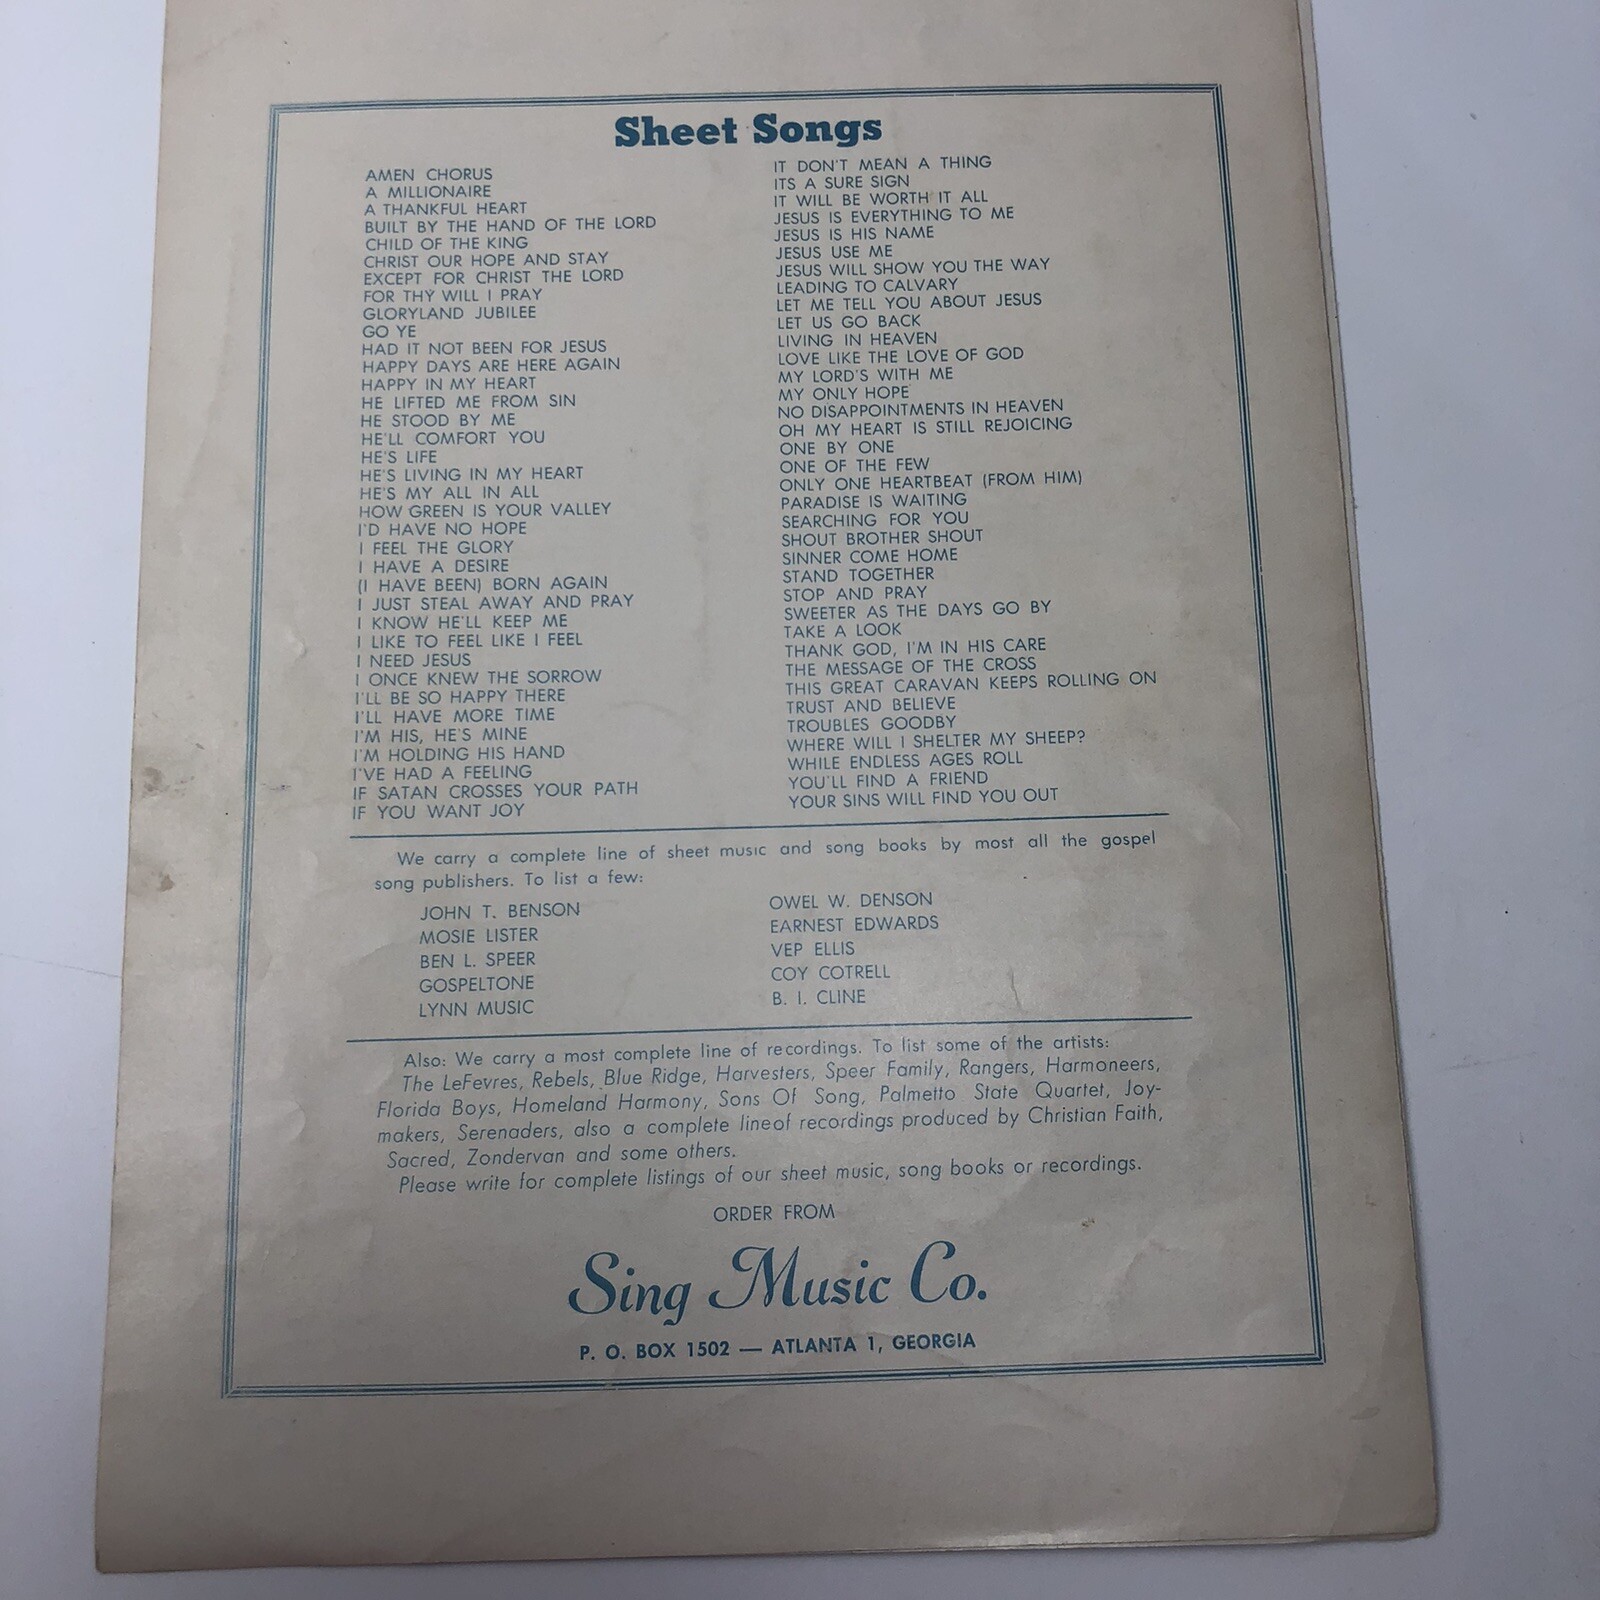 Sheet Songs
AMEN CHORUS
A MILLIONAIRE
A THANKFUL HEART
BUILT BY THE HAND OF THE LORD
CHILD OF THE KING
CHRIST OUR HOPE AND STAY
EXCEPT FOR CHRIST THE LORD
FOR THY WILL I PRAY
GLORYLAND JUBILEE
GO YE
HAD IT NOT BEEN FOR JESUS
HAPPY DAYS ARE HERE AGAIN
HAPPY IN MY HEART
HE LIFTED ME FROM SIN
HE STOOD BY ME
HE'LL COMFORT YOU
HE'S LIFE
HE'S LIVING IN MY HEART
HE'S MY ALL IN ALL
HOW GREEN IS YOUR VALLEY
I'D HAVE NO HOPE
I FEEL THE GLORY
I HAVE A DESIRE
(I HAVE BEEN) BORN AGAIN
I JUST STEAL AWAY AND PRAY
I KNOW HE'LL KEEP ME
I LIKE TO FEEL LIKE I FEEL
I NEED JESUS
I ONCE KNEW THE SORROW
I'LL BE SO HAPPY THERE
I'LL HAVE MORE TIME
I'M HIS, HE'S MINE
I'M HOLDING HIS HAND
I'VE HAD A FEELING
IF SATAN CROSSES YOUR PATH
IF YOU WANT JOY
IT DON'T MEAN A THING
ITS A SURE SIGN
IT WILL BE WORTH IT ALL
JESUS IS EVERYTHING TO ME
JESUS IS HIS NAME
JESUS USE ME
JESUS WILL SHOW YOU THE WAY
LEADING TO CALVARY
LET ME TELL YOU ABOUT JESUS
LET US GO BACK
LIVING IN HEAVEN
LOVE LIKE THE LOVE OF GOD
MY LORD'S WITH ME
MY ONLY HOPE
NO DISAPPOINTMENTS IN HEAVEN
OH MY HEART IS STILL REJOICING
ONE BY ONE
ONE OF THE FEW
ONLY ONE HEARTBEAT (FROM HIM)
PARADISE IS WAITING
SEARCHING FOR YOU
SHOUT BROTHER SHOUT
SINNER COME HOME
STAND TOGETHER
STOP AND PRAY
SWEETER AS THE DAYS GO BY
TAKE A LOOK
THANK GOD, I'M IN HIS CARE
THE MESSAGE OF THE CROSS
THIS GREAT CARAVAN KEEPS ROLLING ON
TRUST AND BELIEVE
TROUBLES GOODBY
WHERE WILL I SHELTER MY SHEEP?
WHILE ENDLESS AGES ROLL
YOU'LL FIND A FRIEND
YOUR SINS WILL FIND YOU OUT
We carry a complete line of sheet music and song books by most all the gospel
song publishers. To list a few:
JOHN T. BENSON
MOSIE LISTER
BEN L. SPEER
GOSPELTONE
LYNN MUSIC
OWEL W. DENSON
EARNEST EDWARDS
VEP ELLIS
COY COTRELL
B. I. CLINE
Also: We carry a most complete line of recordings. To list some of the artists:
The LeFevres, Rebels, Blue Ridge, Harvesters, Speer Family, Rangers, Harmoneers,
Florida Boys, Homeland Harmony, Sons Of Song, Palmetto State Quartet, Joy-
makers, Serenaders, also a complete lineof recordings produced by Christian Faith,
Sacred, Zondervan and some others.
Please write for complete listings of our sheet music, song books or recordings.
ORDER FROM
Sing Music Co.
P. O. BOX 1502 — ATLANTA 1, GEORGIA